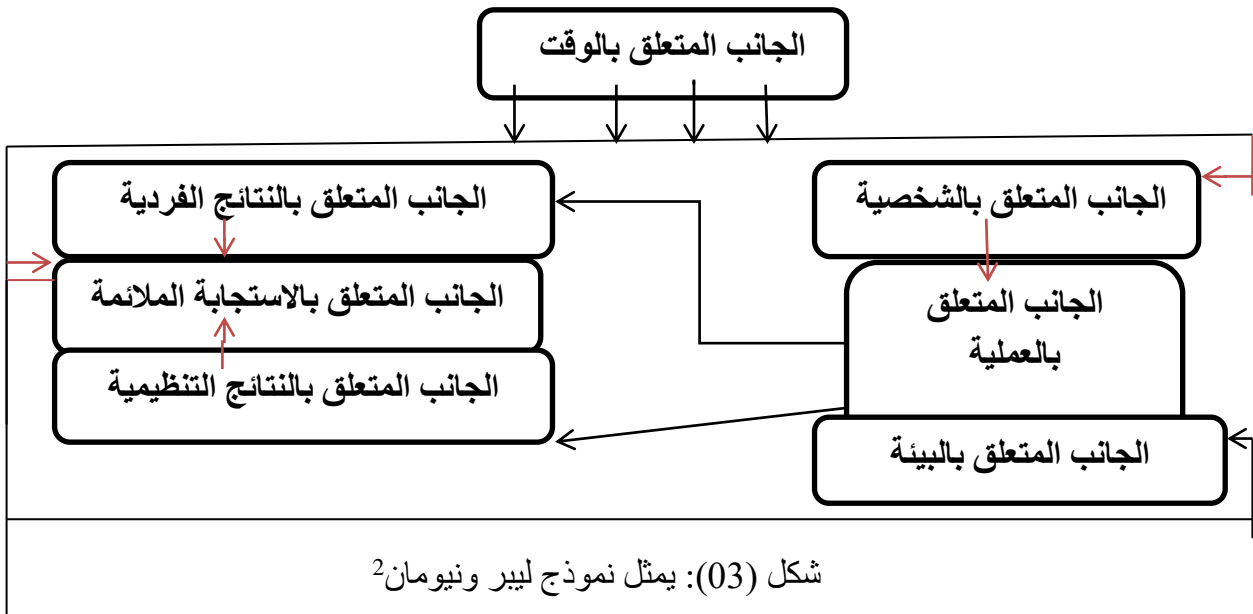 الجانب المتعلق بالوقت
الجانب المتعلق بالشخصية
الجانب المتعلق بالنتائج الفردية
الجانب المتعلق
بالعملية
الجانب المتعلق بالاستجابة الملائمة
الجانب المتعلق بالنتائج التنظيمية
الجانب المتعلق بالبيئة
شكل (03): يمثل نموذج ليبر ونيومان2